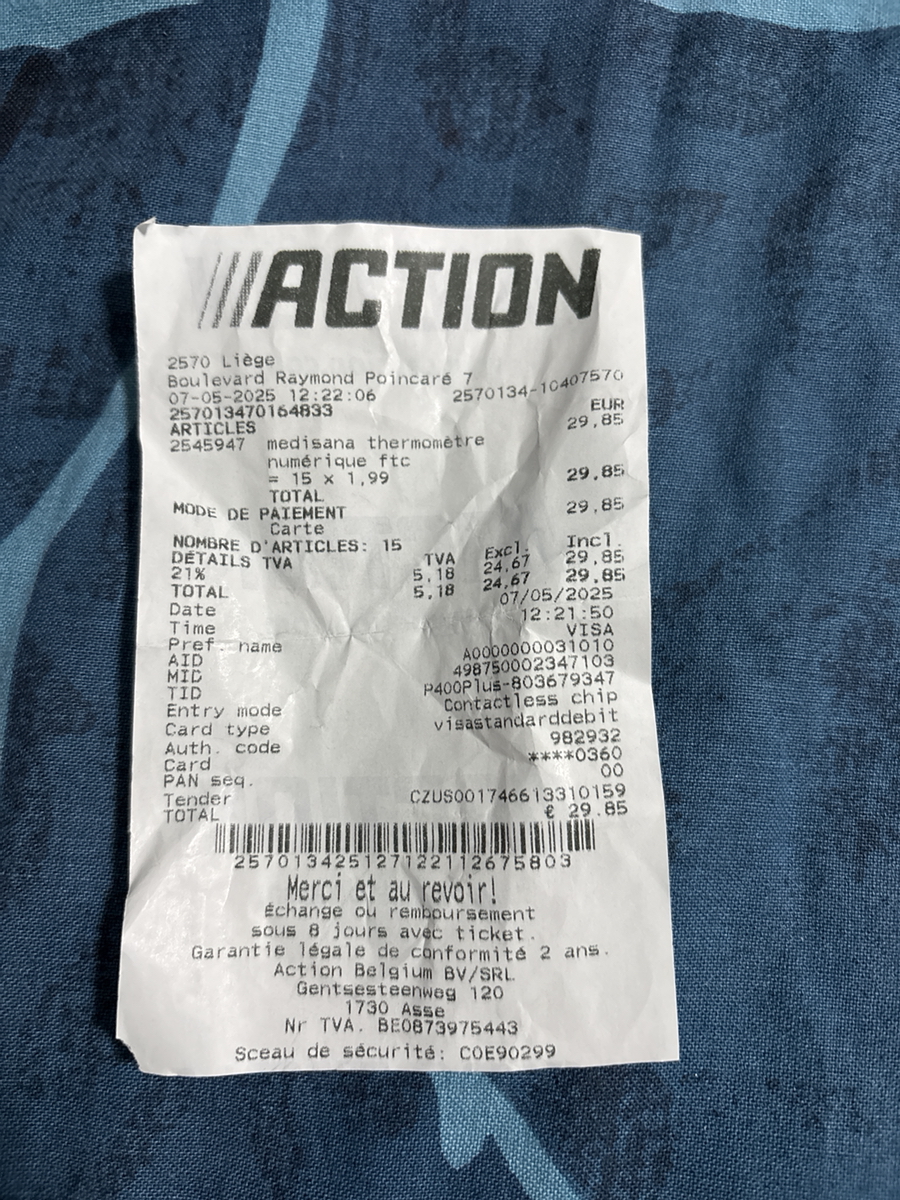 ACTION
2570 Liège
Boulevard Raymond Poincaré 7
07-05-2025 12:22:06 2570134-10407570
257013470164833 EUR
ARTICLES 29,85
2545947 medisana thermomètre
numérique ftc
= 15 x 1,99 29,85
TOTAL
MODE DE PAIEMENT 29,85
Carte
NOMBRE D'ARTICLES: 15
DÉTAILS TVA TVA Excl. Incl.
21% 5,18 24,67 29,85
TOTAL 5,18 24,67 29,85
Date 07/05/2025
Time 12:21:50
Pref. name VISA
AID A0000000031010
MID 498750002347103
TID P400Plus-803679347
Entry mode Contactless chip
Card type visastandarddebit
Auth. code 982932
Card ****0360
PAN seq. 00
Tender CZUS001746613310159
TOTAL € 29.85
2570134251271221126758​03
Merci et au revoir!
Échange ou remboursement
sous 8 jours avec ticket.
Garantie légale de conformité 2 ans.
Action Belgium BV/SRL
Gentsesteenweg 120
1730 Asse
Nr TVA. BE0873975443
Sceau de sécurité: C0E90299